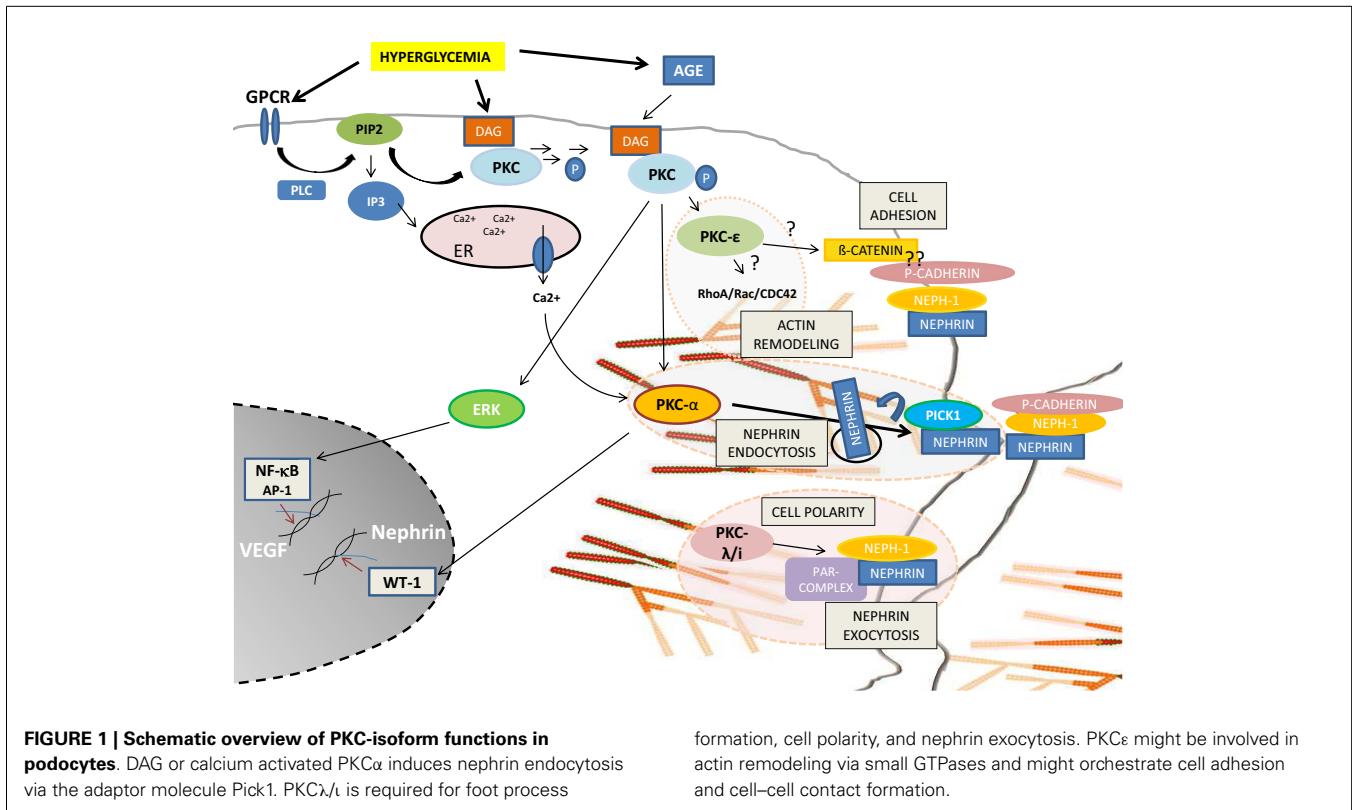 HYPERGLYCEMIA
AGE
GPCR
PIP2
DAG
DAG
PKC
P
PKC
P
PLC
IP3
Ca2+
Ca2+
Ca2+
ER
Ca2+
CELL
ADHESION
PKC-ε
?
?
ß-CATENIN
??
P-CADHERIN
NEPH-1
NEPHRIN
RhoA/Rac/CDC42
ACTIN
REMODELING
ERK
PKC-α
NEPHRIN
ENDOCYTOSIS
NEPHRIN
PICK1
NEPHRIN
P-CADHERIN
NEPH-1
NEPHRIN
NF-κB
AP-1
VEGF
Nephrin
WT-1
CELL POLARITY
PKC-
λ/i
NEPH-1
PAR-
COMPLEX
NEPHRIN
NEPHRIN
EXOCYTOSIS
FIGURE 1 | Schematic overview of PKC-isoform functions in
podocytes. DAG or calcium activated PKCα induces nephrin endocytosis
via the adaptor molecule Pick1. PKCλ/ι is required for foot process
formation, cell polarity, and nephrin exocytosis. PKCε might be involved in
actin remodeling via small GTPases and might orchestrate cell adhesion
and cell–cell contact formation.